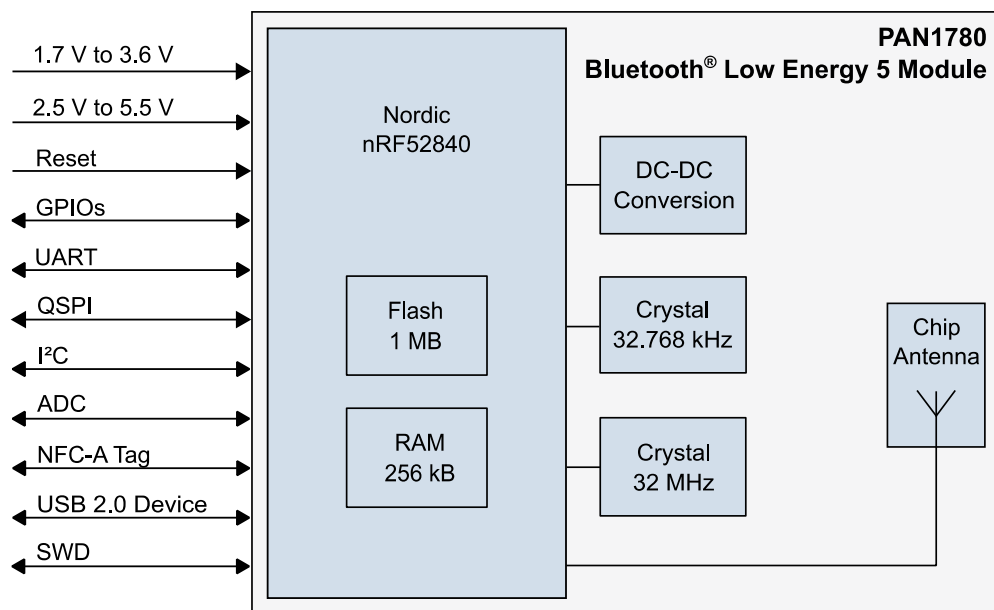 PAN1780
Bluetooth® Low Energy 5 Module
1.7 V to 3.6 V
2.5 V to 5.5 V
Reset
GPIOs
UART
QSPI
I²C
ADC
NFC-A Tag
USB 2.0 Device
SWD
Nordic
nRF52840
Flash
1 MB
RAM
256 kB
DC-DC
Conversion
Crystal
32.768 kHz
Crystal
32 MHz
Chip
Antenna